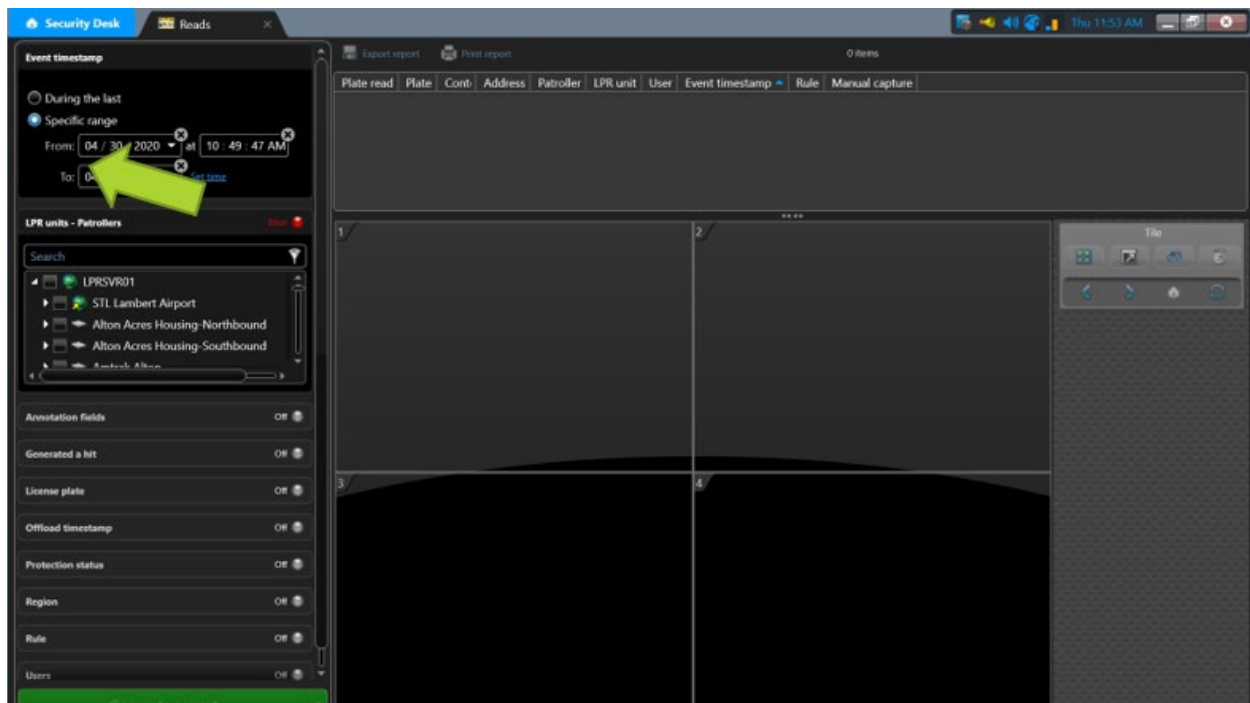 Security Desk
Reads
Thu 11:53 AM
Event timestamp
During the last
Specific range
From: 04 / 30 / 2020 at 10 : 49 : 47 AM
To:
Set time
LPR units - Patrollers
Error
Search
LPRSVR01
STL Lambert Airport
Alton Acres Housing-Northbound
Alton Acres Housing-Southbound
Amtrak Alton
Annotation fields Off
Generated a hit Off
License plate Off
Offload timestamp Off
Protection status Off
Region Off
Rule Off
Users Off
Export report Print report 0 items
Plate read Plate Cont Address Patroller LPR unit User Event timestamp Rule Manual capture
1
2
3
4
Tile